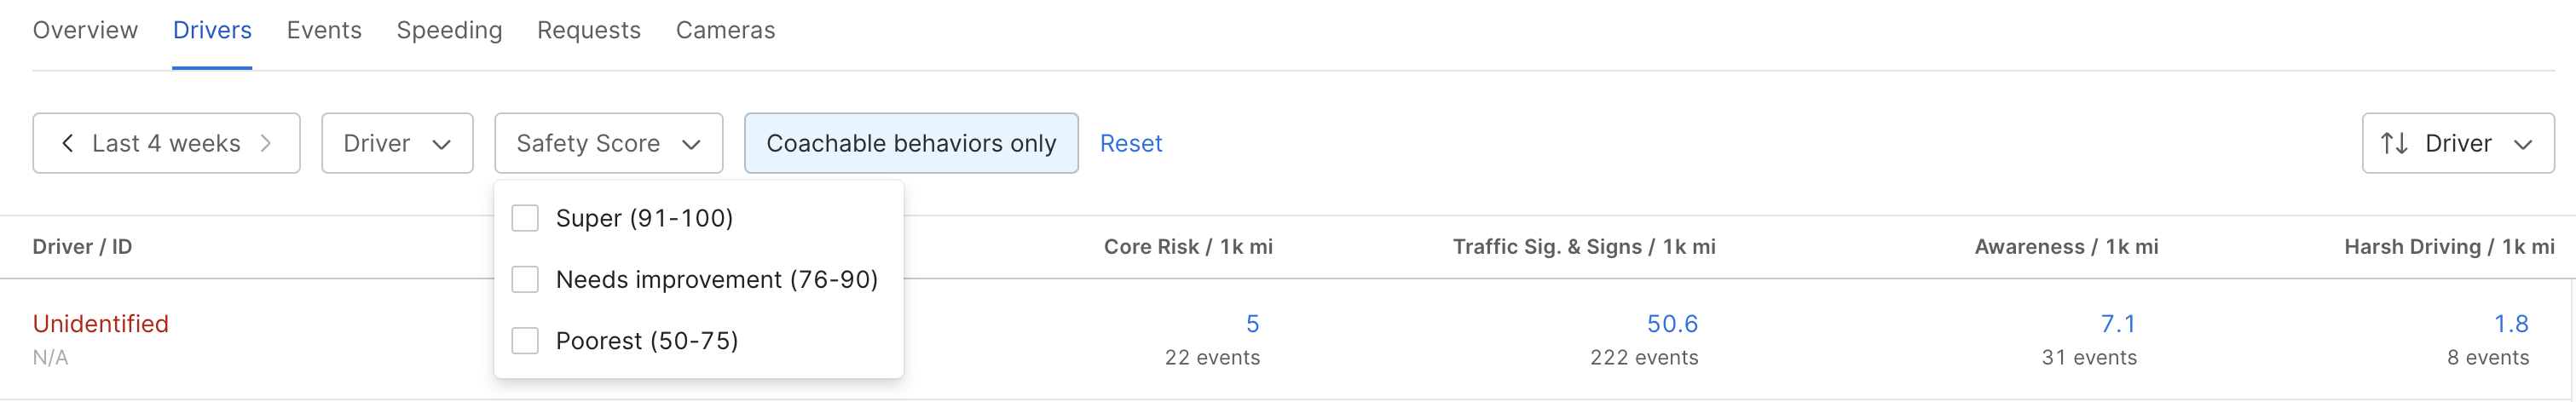 Overview Drivers Events Speeding Requests Cameras
Last 4 weeks Driver Safety Score Coachable behaviors only Reset Driver
Super (91-100)
Needs improvement (76-90)
Poorest (50-75)
Driver / ID Core Risk / 1k mi Traffic Sig. & Signs / 1k mi Awareness / 1k mi Harsh Driving / 1k mi
Unidentified 5 50.6 7.1 1.8
N/A 22 events 222 events 31 events 8 events